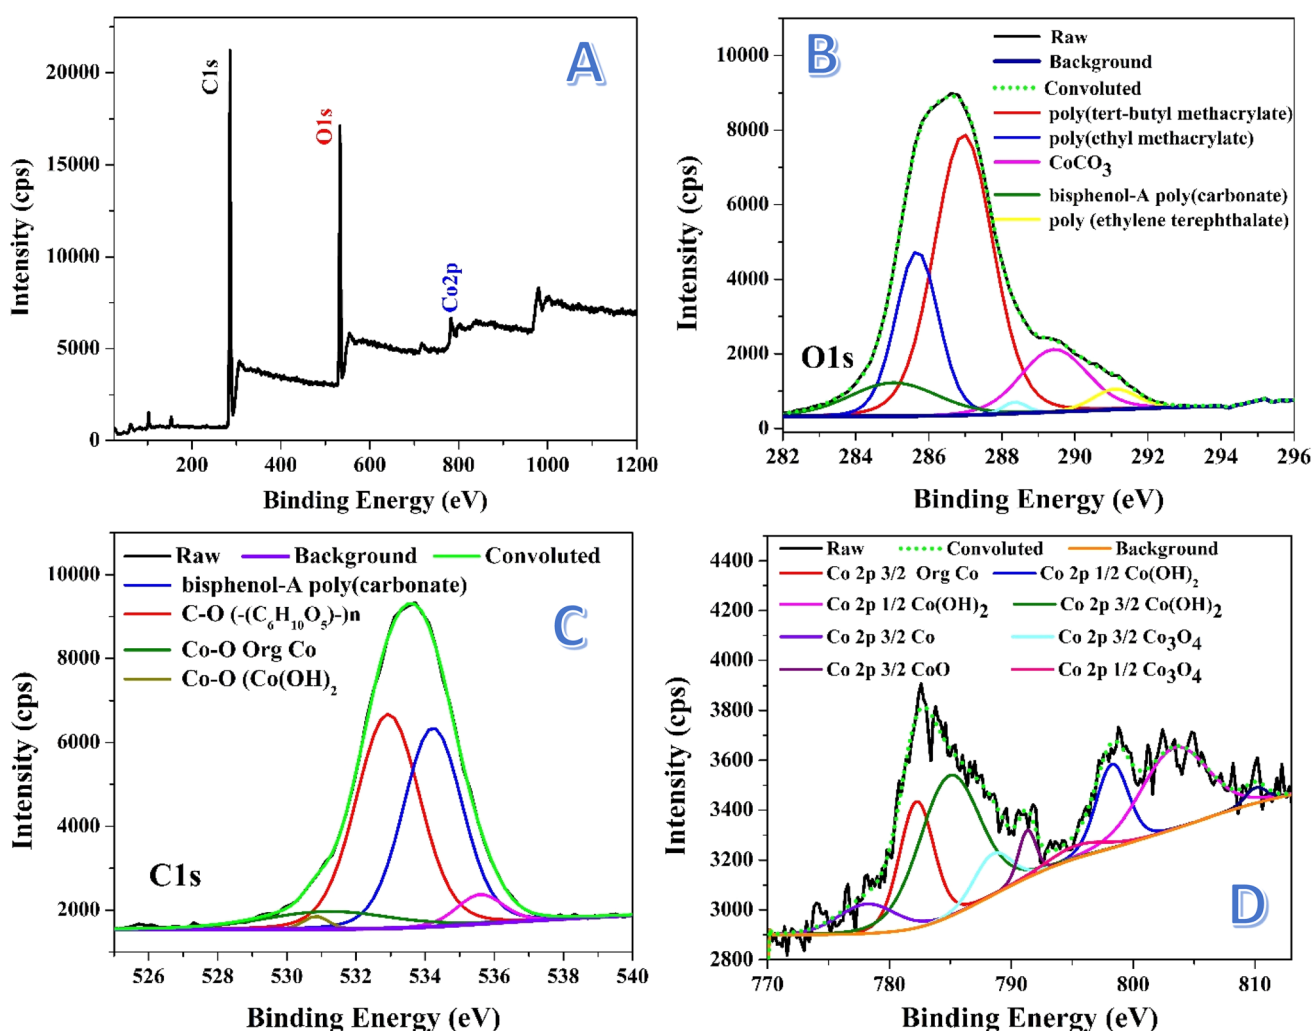 A
C1s
O1s
Co2p
20000
15000
10000
5000
0
200 400 600 800 1000 1200
Intensity (cps)
Binding Energy (eV)
B
Raw
Background
Convoluted
poly(tert-butyl methacrylate)
poly(ethyl methacrylate)
CoCO3
bisphenol-A poly(carbonate)
poly (ethylene terephthalate)
O1s
10000
8000
6000
4000
2000
0
282 284 286 288 290 292 294 296
Intensity (cps)
Binding Energy (eV)
C
Raw Background Convoluted
bisphenol-A poly(carbonate)
C-O (-(C6H10O5)-)n
Co-O Org Co
Co-O (Co(OH)2
C1s
10000
8000
6000
4000
2000
526 528 530 532 534 536 538 540
Intensity (cps)
Binding Energy (eV)
D
Raw Convoluted Background
Co 2p 3/2 Org Co Co 2p 1/2 Co(OH)2
Co 2p 1/2 Co(OH)2 Co 2p 3/2 Co(OH)2
Co 2p 3/2 Co Co 2p 3/2 Co3O4
Co 2p 3/2 CoO Co 2p 1/2 Co3O4
4400
4200
4000
3800
3600
3400
3200
3000
2800
770 780 790 800 810
Intensity (cps)
Binding Energy (eV)